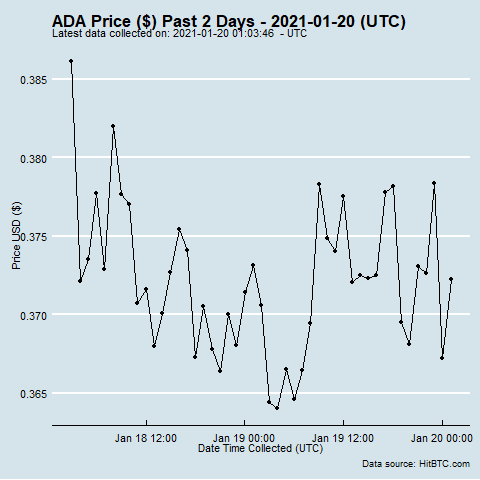 ADA Price ($) Past 2 Days - 2021-01-20 (UTC)
Latest data collected on: 2021-01-20 01:03:46 - UTC
0.385
0.380
0.375
0.370
0.365
Price USD ($)
Jan 18 12:00 Jan 19 00:00 Jan 19 12:00 Jan 20 00:00
Date Time Collected (UTC)
Data source: HitBTC.com